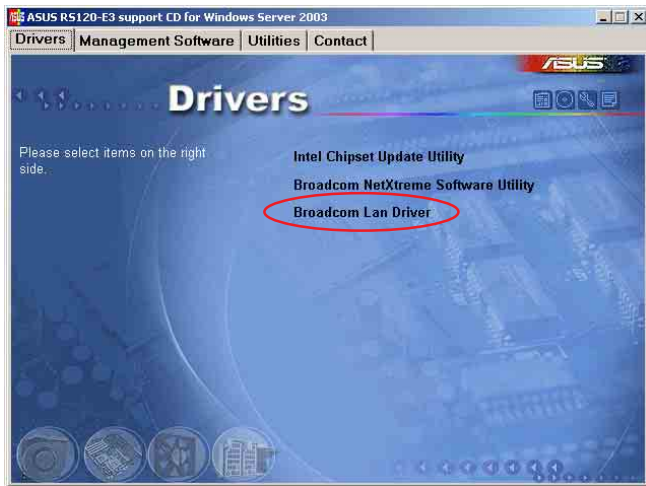 ASUS RS120-E3 support CD for Windows Server 2003
Drivers Management Software Utilities Contact
ASUS
Drivers
Please select items on the right
side.
Intel Chipset Update Utility
Broadcom NetXtreme Software Utility
Broadcom Lan Driver